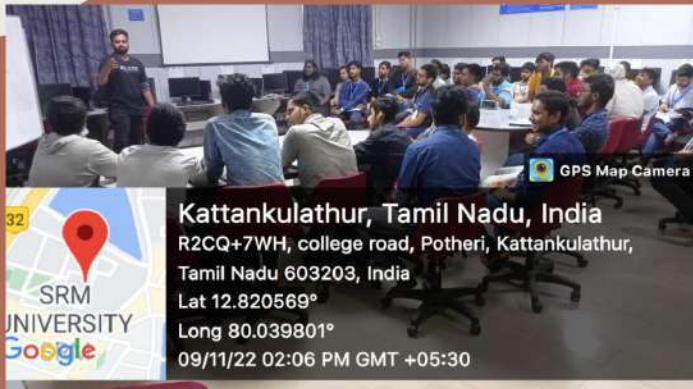 GPS Map Camera
32
SRM
UNIVERSITY
Google
Kattankulathur, Tamil Nadu, India
R2CQ+7WH, college road, Potheri, Kattankulathur,
Tamil Nadu 603203, India
Lat 12.820569°
Long 80.039801°
09/11/22 02:06 PM GMT +05:30